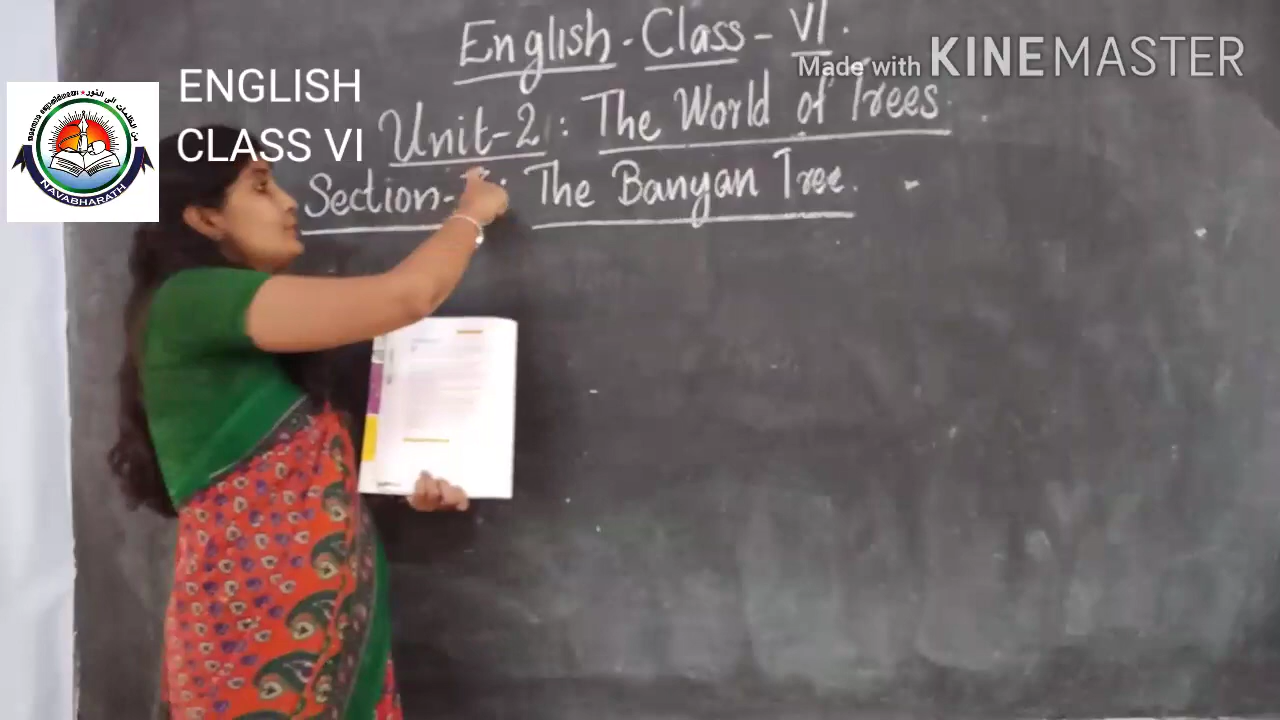 English - Class - VI.
Made with KINEMASTER
ENGLISH
CLASS VI
Unit-2 : The World of Trees.
Section- : The Banyan Tree.
NAVABHARATH